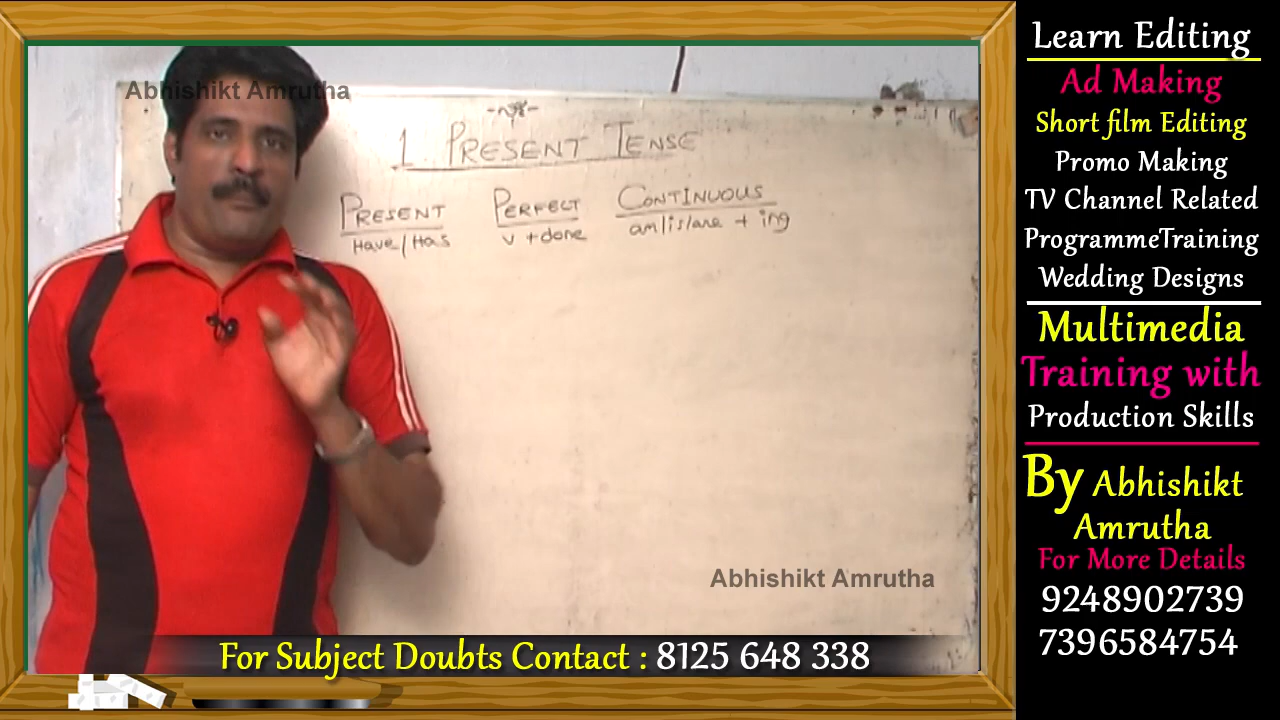 Abhishikt Amrutha
1. PRESENT TENSE
PRESENT PERFECT CONTINUOUS
Have/Has v + done am/is/are + ing
Abhishikt Amrutha
For Subject Doubts Contact : 8125 648 338
Learn Editing
Ad Making
Short film Editing
Promo Making
TV Channel Related
ProgrammeTraining
Wedding Designs
Multimedia
Training with
Production Skills
By Abhishikt
Amrutha
For More Details
9248902739
7396584754